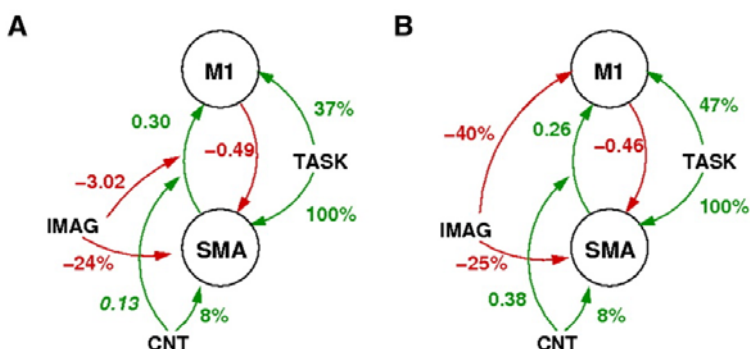 A
M1
0.30
37%
-3.02
-0.49
TASK
IMAG
100%
-24%
SMA
0.13
8%
CNT
B
M1
-40%
0.26
47%
-0.46
TASK
IMAG
100%
-25%
SMA
0.38
8%
CNT